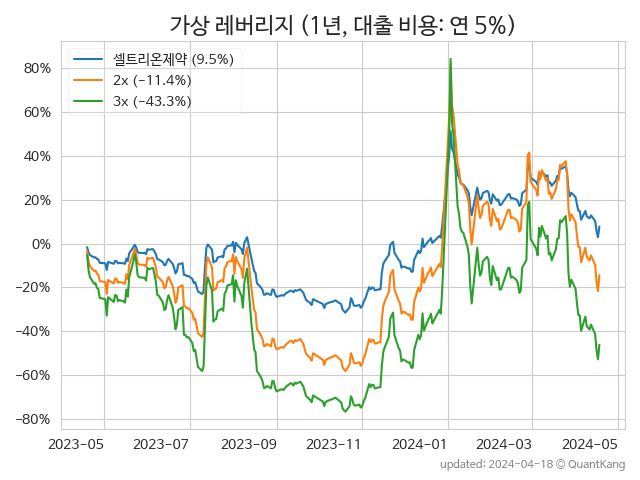 가상 레버리지 (1년, 대출 비용: 연 5%)
셀트리온제약 (9.5%)
2x (-11.4%)
3x (-43.3%)
80%
60%
40%
20%
0%
-20%
-40%
-60%
-80%
2023-05 2023-07 2023-09 2023-11 2024-01 2024-03 2024-05
updated: 2024-04-18 © QuantKang